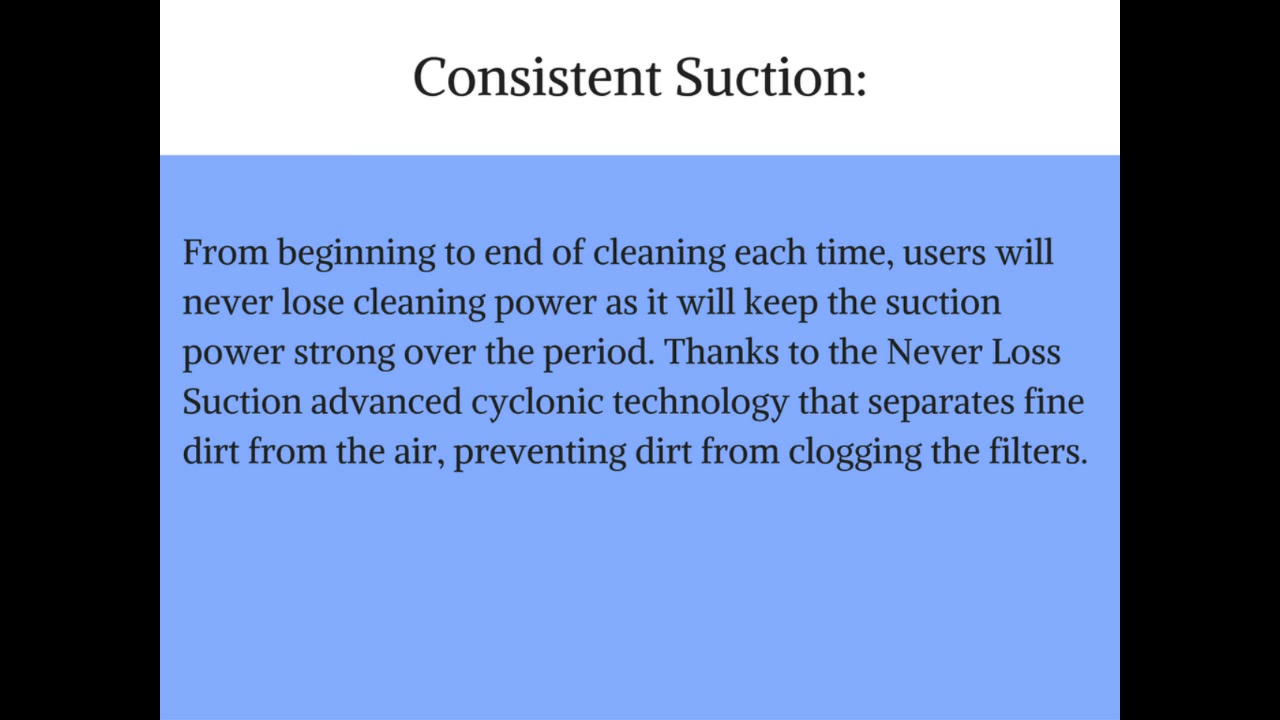 Consistent Suction:
From beginning to end of cleaning each time, users will
never lose cleaning power as it will keep the suction
power strong over the period. Thanks to the Never Loss
Suction advanced cyclonic technology that separates fine
dirt from the air, preventing dirt from clogging the filters.